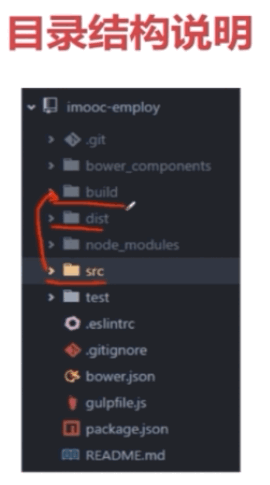 目录结构说明
imooc-employ
.git
bower_components
build
dist
node_modules
src
test
.eslintrc
.gitignore
bower.json
gulpfile.js
package.json
README.md